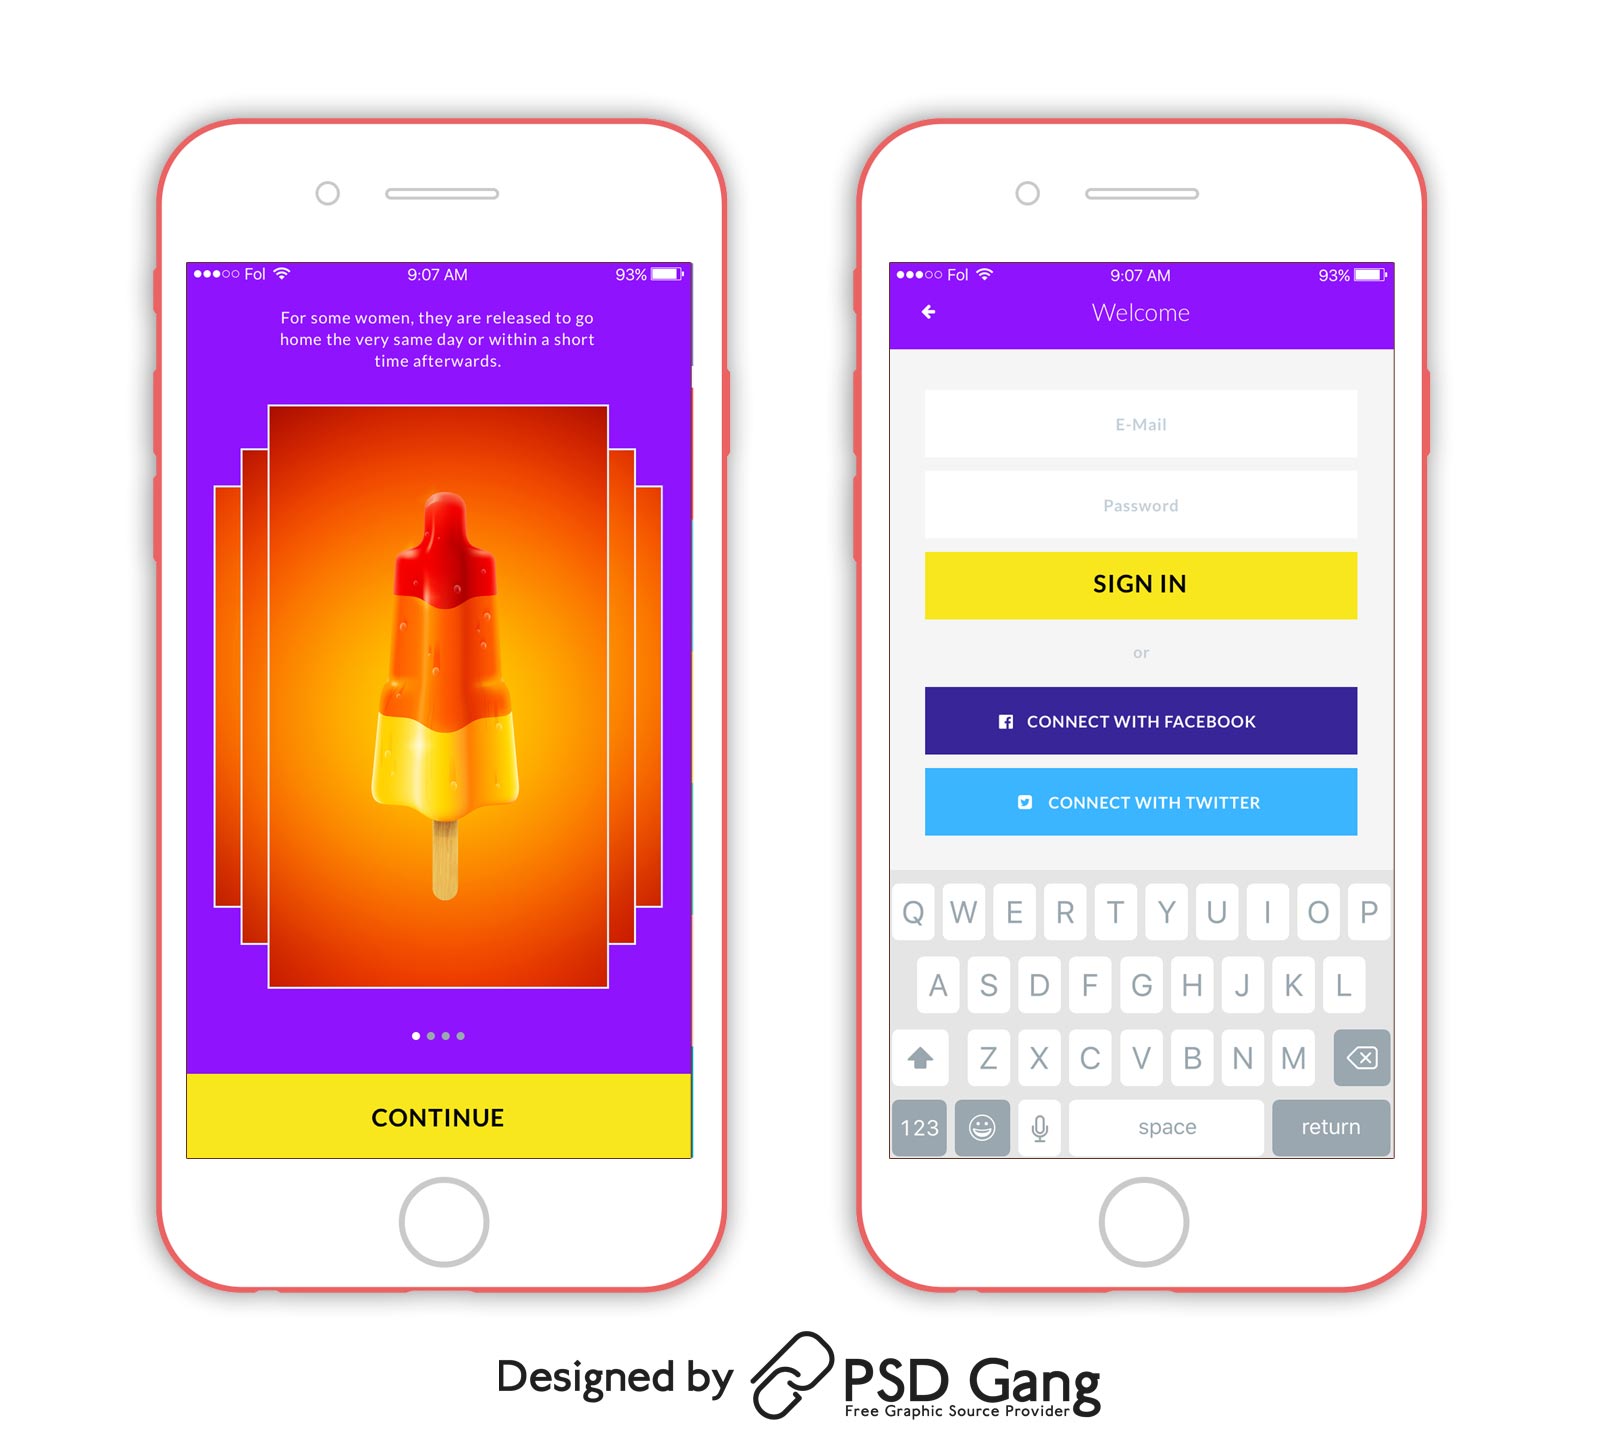 Fol 9:07 AM 93%
For some women, they are released to go
home the very same day or within a short
time afterwards.
CONTINUE
Fol 9:07 AM 93%
Welcome
E-Mail
Password
SIGN IN
or
CONNECT WITH FACEBOOK
CONNECT WITH TWITTER
Q W E R T Y U I O P
A S D F G H J K L
Z X C V B N M
123 space return
Designed by PSD Gang
Free Graphic Source Provider